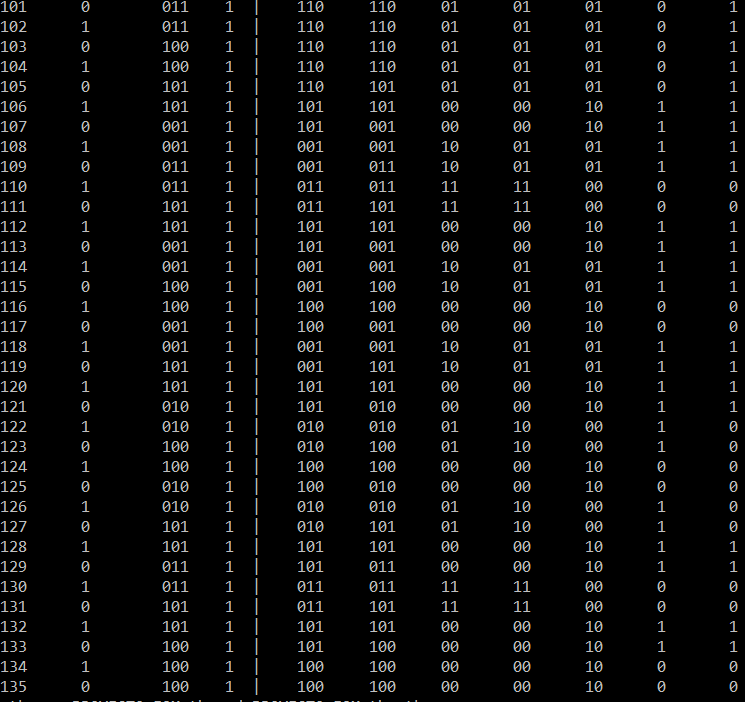 101 0 011 1 | 110 110 01 01 01 0 1
102 1 011 1 | 110 110 01 01 01 0 1
103 0 100 1 | 110 110 01 01 01 0 1
104 1 100 1 | 110 110 01 01 01 0 1
105 0 101 1 | 110 101 01 01 01 0 1
106 1 101 1 | 101 101 00 00 10 1 1
107 0 001 1 | 101 001 00 00 10 1 1
108 1 001 1 | 001 001 10 01 01 1 1
109 0 011 1 | 001 011 10 01 01 1 1
110 1 011 1 | 011 011 11 11 00 0 0
111 0 101 1 | 011 101 11 11 00 0 0
112 1 101 1 | 101 101 00 00 10 1 1
113 0 001 1 | 101 001 00 00 10 1 1
114 1 001 1 | 001 001 10 01 01 1 1
115 0 100 1 | 001 100 10 01 01 1 1
116 1 100 1 | 100 100 00 00 10 0 0
117 0 001 1 | 100 001 00 00 10 0 0
118 1 001 1 | 001 001 10 01 01 1 1
119 0 101 1 | 001 101 10 01 01 1 1
120 1 101 1 | 101 101 00 00 10 1 1
121 0 010 1 | 101 010 00 00 10 1 1
122 1 010 1 | 010 010 01 10 00 1 0
123 0 100 1 | 010 100 01 10 00 1 0
124 1 100 1 | 100 100 00 00 10 0 0
125 0 010 1 | 100 010 00 00 10 0 0
126 1 010 1 | 010 010 01 10 00 1 0
127 0 101 1 | 010 101 01 10 00 1 0
128 1 101 1 | 101 101 00 00 10 1 1
129 0 011 1 | 101 011 00 00 10 1 1
130 1 011 1 | 011 011 11 11 00 0 0
131 0 101 1 | 011 101 11 11 00 0 0
132 1 101 1 | 101 101 00 00 10 1 1
133 0 100 1 | 101 100 00 00 10 1 1
134 1 100 1 | 100 100 00 00 10 0 0
135 0 100 1 | 100 100 00 00 10 0 0